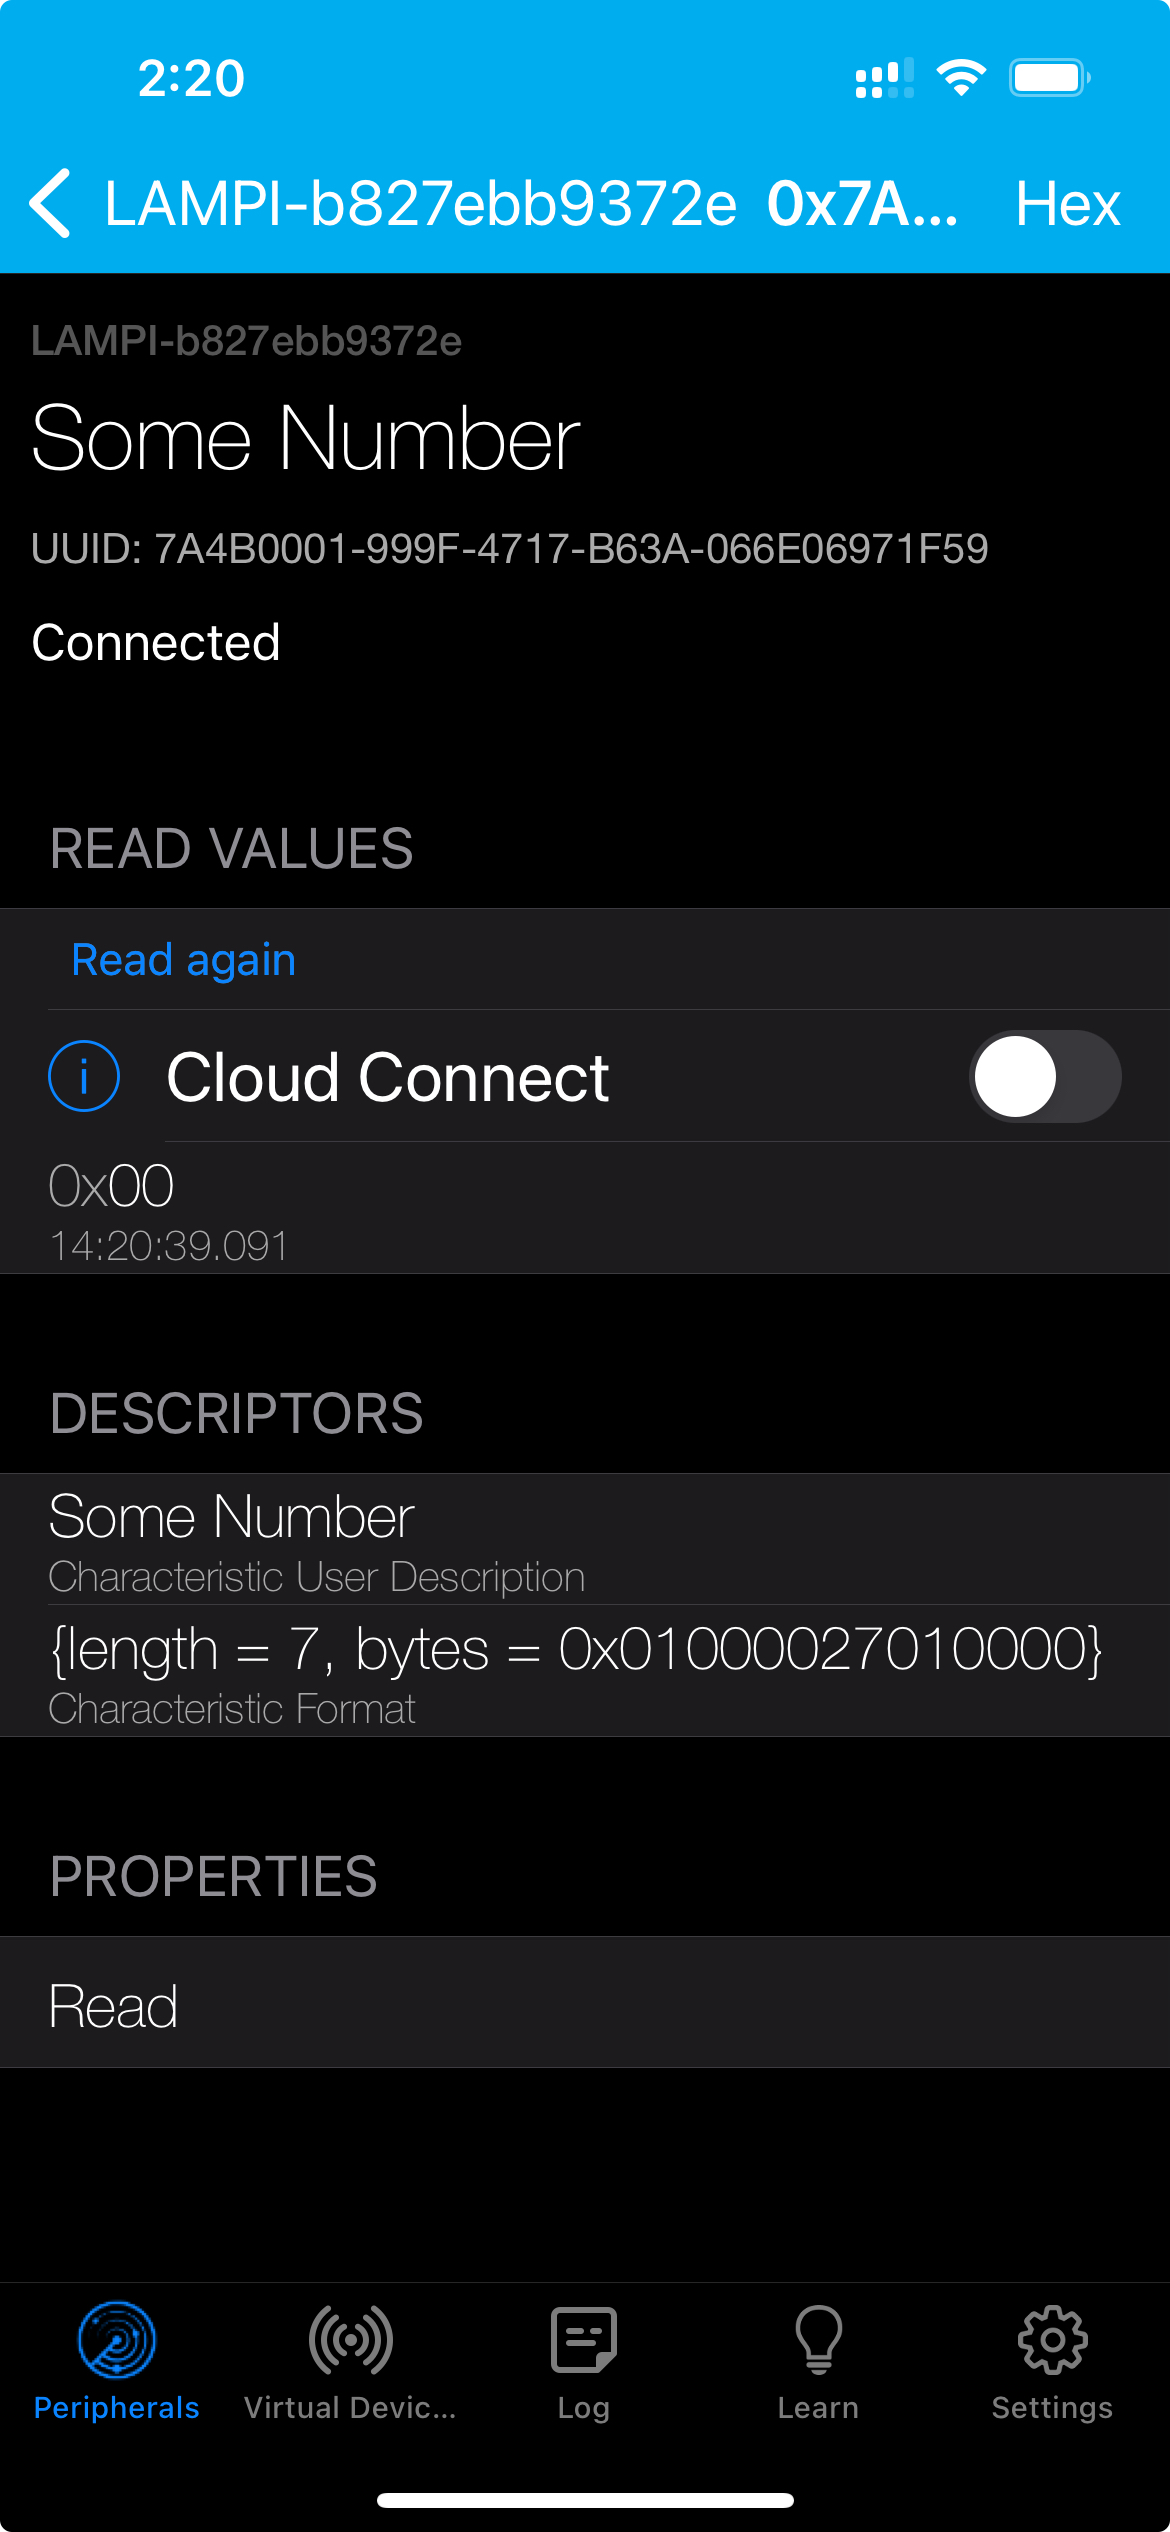 2:20
LAMPI-b827ebb9372e 0x7A... Hex
LAMPI-b827ebb9372e
Some Number
UUID: 7A4B0001-999F-4717-B63A-066E06971F59
Connected
READ VALUES
Read again
i Cloud Connect
0x00
14:20:39.091
DESCRIPTORS
Some Number
Characteristic User Description
{length = 7, bytes = 0x01000027010000}
Characteristic Format
PROPERTIES
Read
Peripherals Virtual Devic... Log Learn Settings